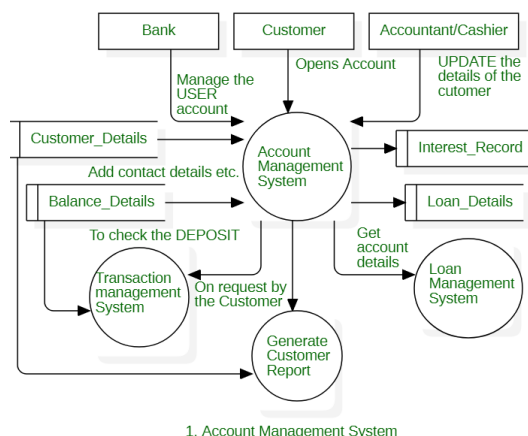 Bank
Customer
Accountant/Cashier
Opens Account
UPDATE the
details of the
cutomer
Manage the
USER
account
Customer_Details
Account
Management
System
Interest_Record
Add contact details etc.
Balance_Details
Loan_Details
To check the DEPOSIT
Get
account
details
Transaction
management
System
On request by
the Customer
Loan
Management
System
Generate
Customer
Report
1. Account Management System